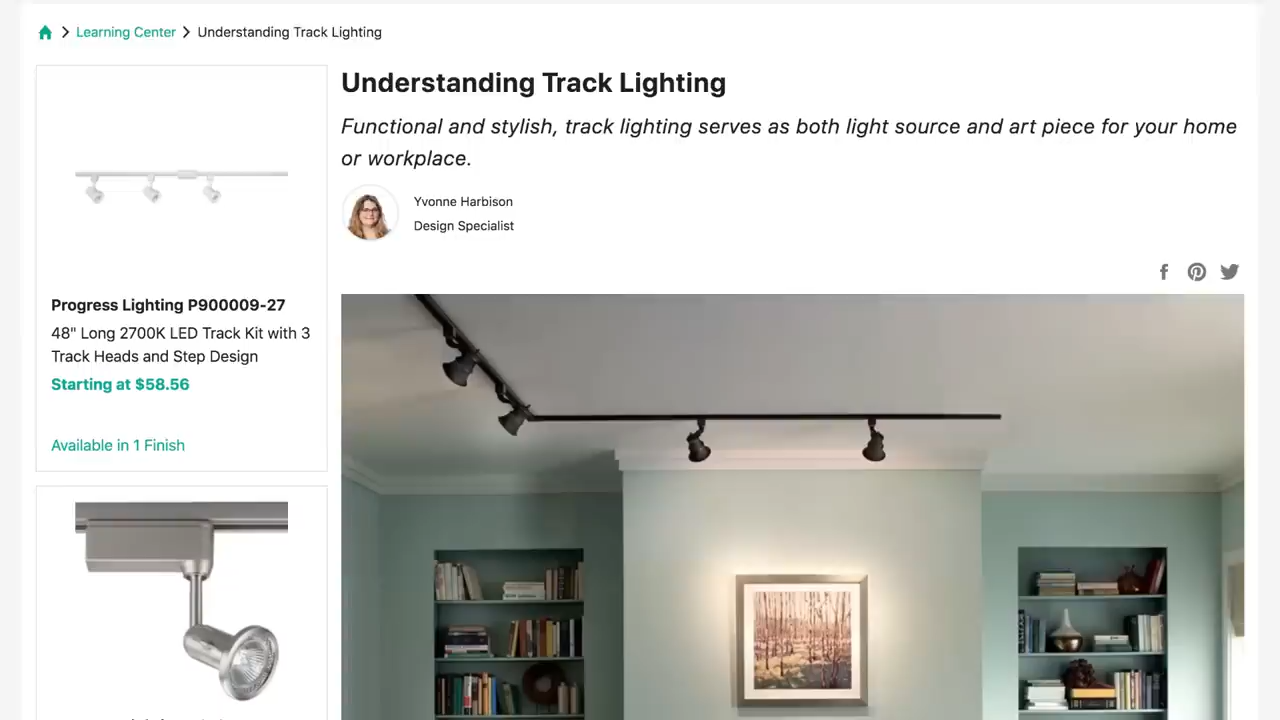 Learning Center
Understanding Track Lighting
Understanding Track Lighting
Functional and stylish, track lighting serves as both light source and art piece for your home
or workplace.
Yvonne Harbison
Design Specialist
Progress Lighting P900009-27
48" Long 2700K LED Track Kit with 3
Track Heads and Step Design
Starting at $58.56
Available in 1 Finish